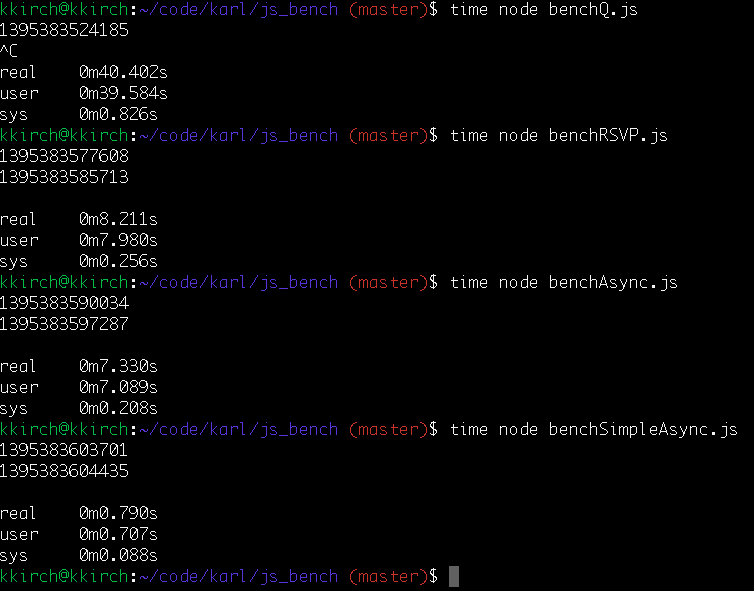 kkirch@kkirch:~/code/karl/js_bench (master)$ time node benchQ.js
1395383524185
^C
real    0m40.402s
user    0m39.584s
sys     0m0.826s
kkirch@kkirch:~/code/karl/js_bench (master)$ time node benchRSVP.js
1395383577608
1395383585713

real    0m8.211s
user    0m7.980s
sys     0m0.256s
kkirch@kkirch:~/code/karl/js_bench (master)$ time node benchAsync.js
1395383590034
1395383597287

real    0m7.330s
user    0m7.089s
sys     0m0.208s
kkirch@kkirch:~/code/karl/js_bench (master)$ time node benchSimpleAsync.js
1395383603701
1395383604435

real    0m0.790s
user    0m0.707s
sys     0m0.088s
kkirch@kkirch:~/code/karl/js_bench (master)$